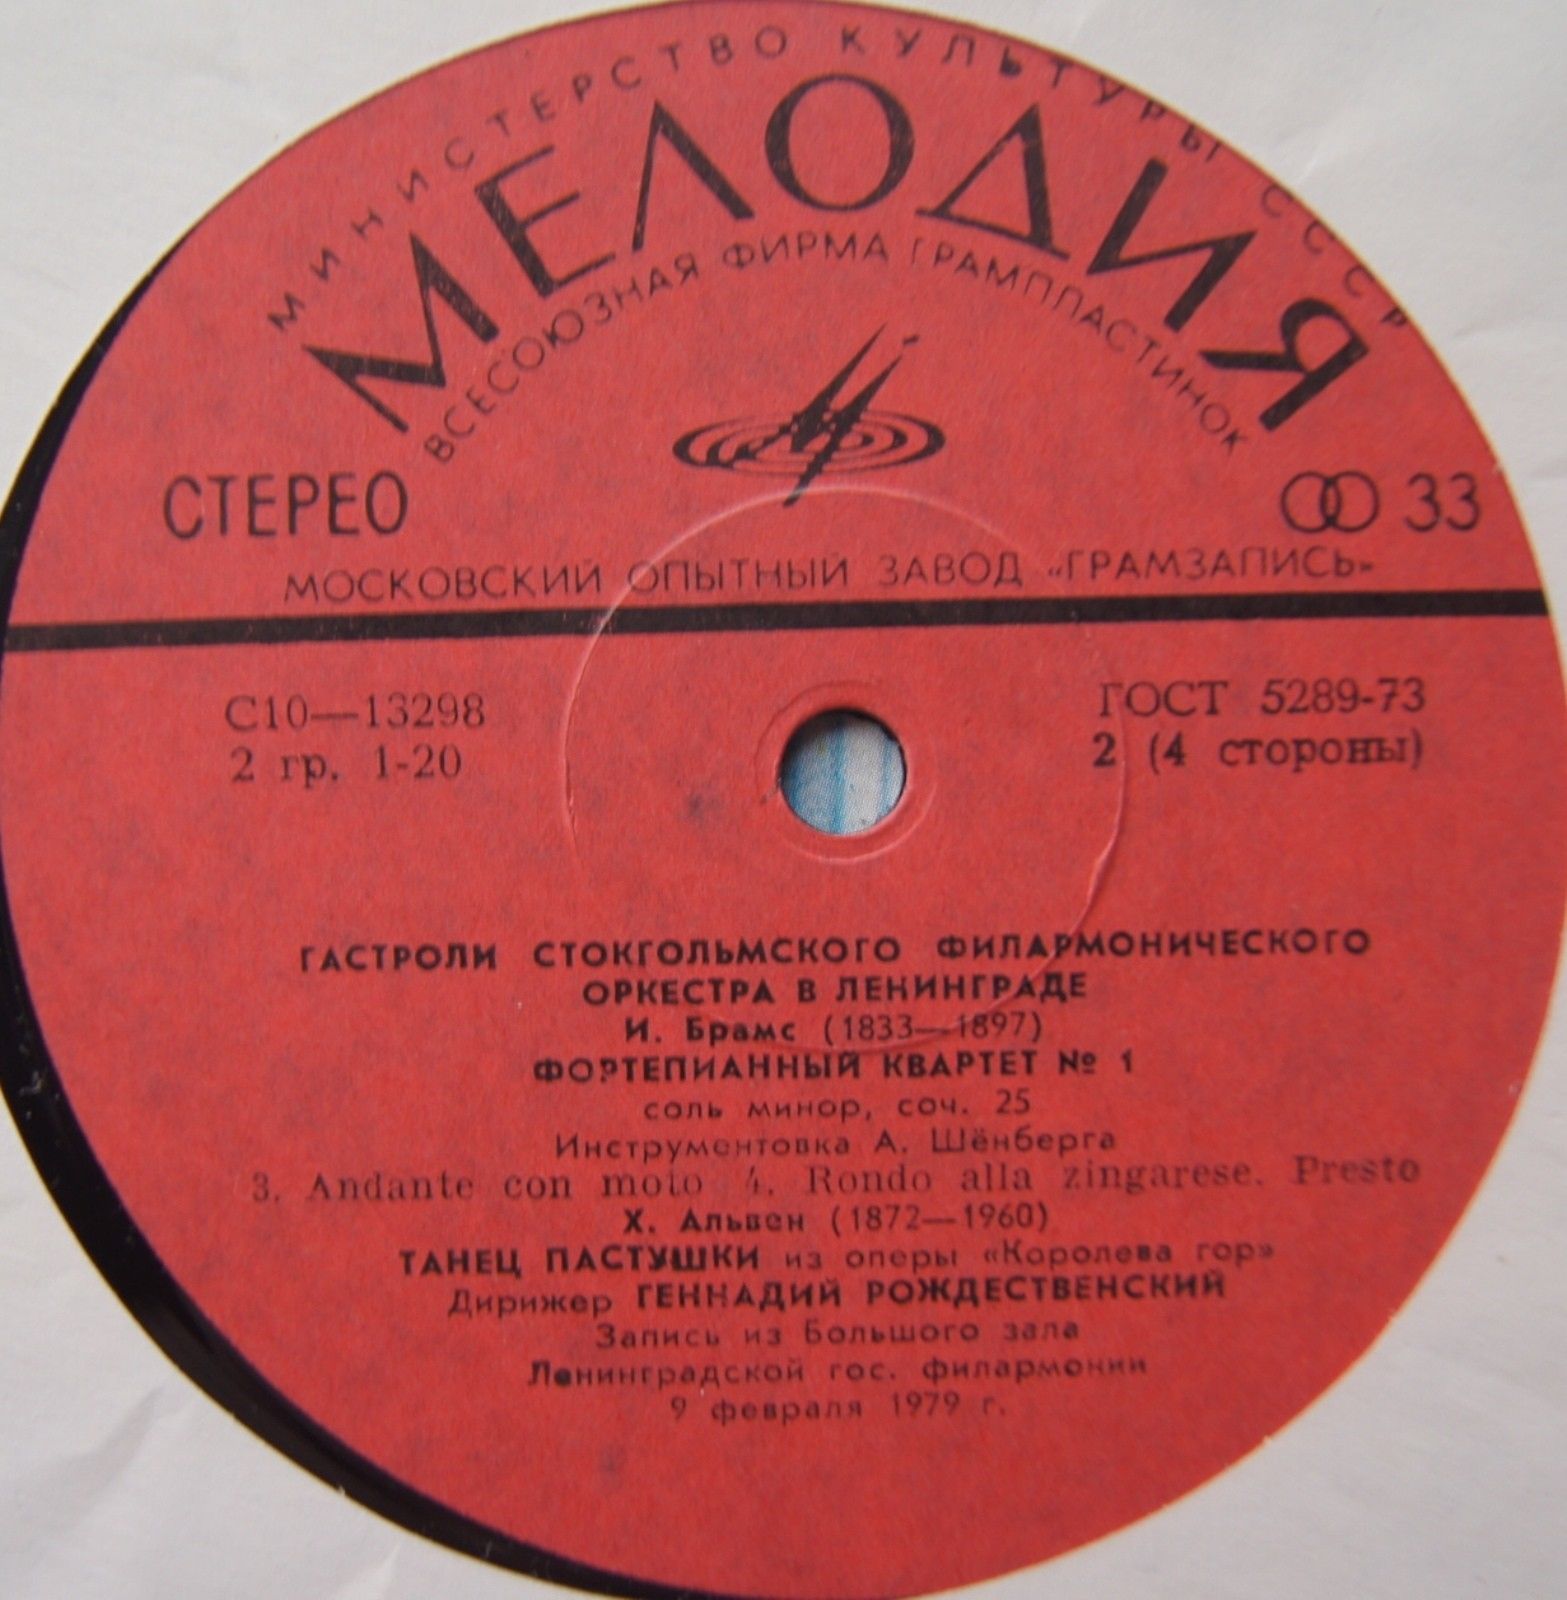 МИНИСТЕРСТВО КУЛЬТУРЫ СССР
МЕЛОДИЯ
ВСЕСОЮЗНАЯ ФИРМА ГРАМПЛАСТИНОК
СТЕРЕО
33
МОСКОВСКИЙ ОПЫТНЫЙ ЗАВОД «ГРАМЗАПИСЬ»
С10—13298
ГОСТ 5289-73
2 гр. 1-20
2 (4 стороны)
ГАСТРОЛИ СТОКГОЛЬМСКОГО ФИЛАРМОНИЧЕСКОГО
ОРКЕСТРА В ЛЕНИНГРАДЕ
И. Брамс (1833—1897)
ФОРТЕПИАННЫЙ КВАРТЕТ № 1
соль минор, соч. 25
Инструментовка А. Шёнберга
3. Andante con moto 4. Rondo alla zingarese. Presto
Х. Альвен (1872—1960)
ТАНЕЦ ПАСТУШКИ из оперы «Королева гор»
Дирижер ГЕННАДИЙ РОЖДЕСТВЕНСКИЙ
Запись из Большого зала
Ленинградской гос. филармонии
9 февраля 1979 г.